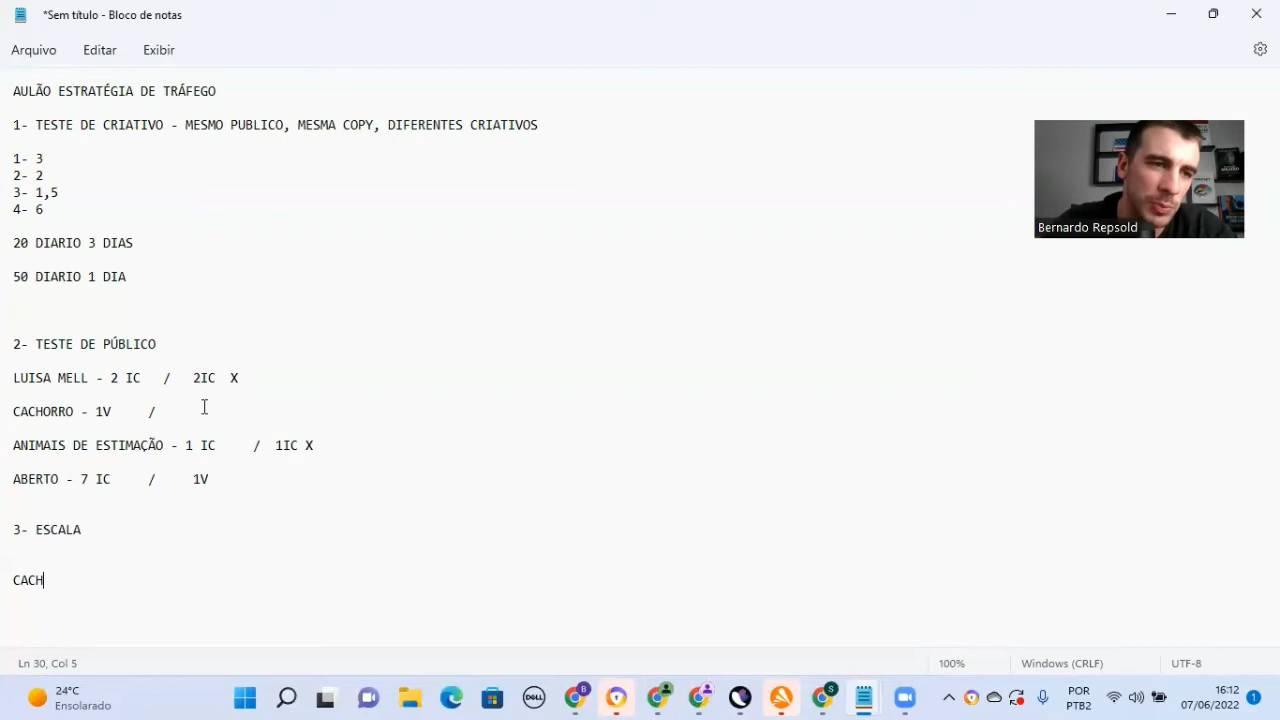 *Sem título - Bloco de notas
Arquivo Editar Exibir
AULÃO ESTRATÉGIA DE TRÁFEGO
1- TESTE DE CRIATIVO - MESMO PUBLICO, MESMA COPY, DIFERENTES CRIATIVOS
1- 3
2- 2
3- 1,5
4- 6
20 DIARIO 3 DIAS
50 DIARIO 1 DIA
2- TESTE DE PÚBLICO
LUISA MELL - 2 IC / 2IC X
CACHORRO - 1V /
ANIMAIS DE ESTIMAÇÃO - 1 IC / 1IC X
ABERTO - 7 IC / 1V
3- ESCALA
CACH
Bernardo Repsold
Ln 30, Col 5
100%
Windows (CRLF)
UTF-8
24°C
Ensolarado
DELL
B
S
POR
PTB2
16:12
07/06/2022
1